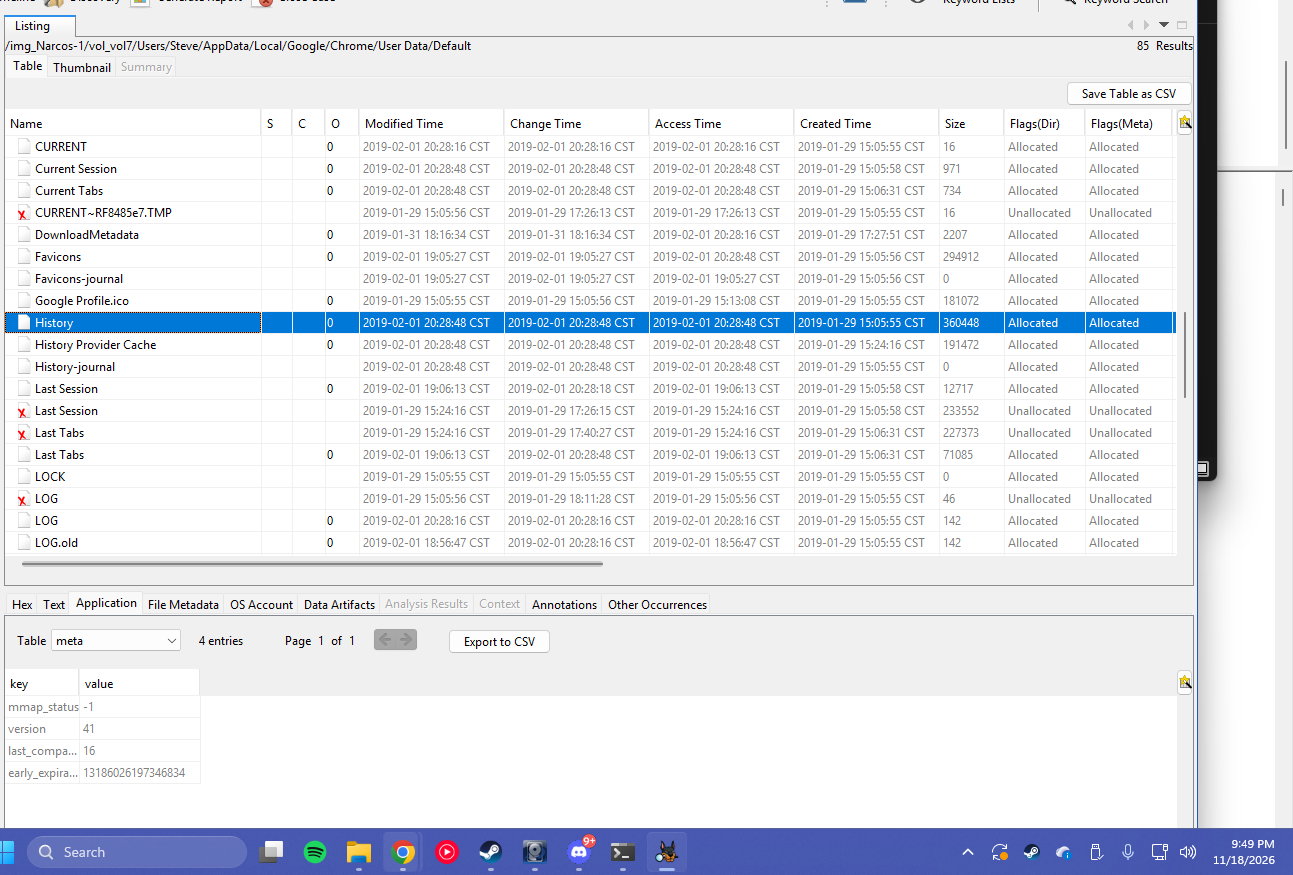 Discovery Generate Report Close Case Keyword Lists Keyword Search
Listing
/img_Narcos-1/vol_vol7/Users/Steve/AppData/Local/Google/Chrome/User Data/Default 85 Results
Table Thumbnail Summary
Save Table as CSV
Name S C O Modified Time Change Time Access Time Created Time Size Flags(Dir) Flags(Meta)
CURRENT 0 2019-02-01 20:28:16 CST 2019-02-01 20:28:16 CST 2019-02-01 20:28:16 CST 2019-01-29 15:05:55 CST 16 Allocated Allocated
Current Session 0 2019-02-01 20:28:48 CST 2019-02-01 20:28:48 CST 2019-02-01 20:28:48 CST 2019-01-29 15:05:58 CST 971 Allocated Allocated
Current Tabs 0 2019-02-01 20:28:48 CST 2019-02-01 20:28:48 CST 2019-02-01 20:28:48 CST 2019-01-29 15:06:31 CST 734 Allocated Allocated
CURRENT~RF8485e7.TMP 2019-01-29 15:05:56 CST 2019-01-29 17:26:13 CST 2019-01-29 17:26:13 CST 2019-01-29 15:05:55 CST 16 Unallocated Unallocated
DownloadMetadata 0 2019-01-31 18:16:34 CST 2019-01-31 18:16:34 CST 2019-02-01 20:28:16 CST 2019-01-29 17:27:51 CST 2207 Allocated Allocated
Favicons 0 2019-02-01 19:05:27 CST 2019-02-01 19:05:27 CST 2019-02-01 20:28:48 CST 2019-01-29 15:05:56 CST 294912 Allocated Allocated
Favicons-journal 2019-02-01 19:05:27 CST 2019-02-01 19:05:27 CST 2019-02-01 19:05:27 CST 2019-01-29 15:05:56 CST 0 Allocated Allocated
Google Profile.ico 0 2019-01-29 15:05:55 CST 2019-01-29 15:05:56 CST 2019-01-29 15:13:08 CST 2019-01-29 15:05:55 CST 181072 Allocated Allocated
History 0 2019-02-01 20:28:48 CST 2019-02-01 20:28:48 CST 2019-02-01 20:28:48 CST 2019-01-29 15:05:55 CST 360448 Allocated Allocated
History Provider Cache 0 2019-02-01 20:28:48 CST 2019-02-01 20:28:48 CST 2019-02-01 20:28:48 CST 2019-01-29 15:24:16 CST 191472 Allocated Allocated
History-journal 2019-02-01 20:28:48 CST 2019-02-01 20:28:48 CST 2019-02-01 20:28:48 CST 2019-01-29 15:05:55 CST 0 Allocated Allocated
Last Session 0 2019-02-01 19:06:13 CST 2019-02-01 20:28:18 CST 2019-02-01 19:06:13 CST 2019-01-29 15:05:58 CST 12717 Allocated Allocated
Last Session 2019-01-29 15:24:16 CST 2019-01-29 17:26:15 CST 2019-01-29 15:24:16 CST 2019-01-29 15:05:58 CST 233552 Unallocated Unallocated
Last Tabs 2019-01-29 15:24:16 CST 2019-01-29 17:40:27 CST 2019-01-29 15:24:16 CST 2019-01-29 15:06:31 CST 227373 Unallocated Unallocated
Last Tabs 0 2019-02-01 19:06:13 CST 2019-02-01 20:28:48 CST 2019-02-01 19:06:13 CST 2019-01-29 15:06:31 CST 71085 Allocated Allocated
LOCK 2019-01-29 15:05:55 CST 2019-01-29 15:05:55 CST 2019-01-29 15:05:55 CST 2019-01-29 15:05:55 CST 0 Allocated Allocated
LOG 2019-01-29 15:05:56 CST 2019-01-29 18:11:28 CST 2019-01-29 15:05:56 CST 2019-01-29 15:05:55 CST 46 Unallocated Unallocated
LOG 0 2019-02-01 20:28:16 CST 2019-02-01 20:28:16 CST 2019-02-01 20:28:16 CST 2019-01-29 15:05:55 CST 142 Allocated Allocated
LOG.old 0 2019-02-01 18:56:47 CST 2019-02-01 20:28:16 CST 2019-02-01 18:56:47 CST 2019-01-29 15:05:55 CST 142 Allocated Allocated
Hex Text Application File Metadata OS Account Data Artifacts Analysis Results Context Annotations Other Occurrences
Table meta 4 entries Page 1 of 1 Export to CSV
key value
mmap_status -1
version 41
last_compa... 16
early_expira... 13186026197346834
Search 9+ 9:49 PM
11/18/2026